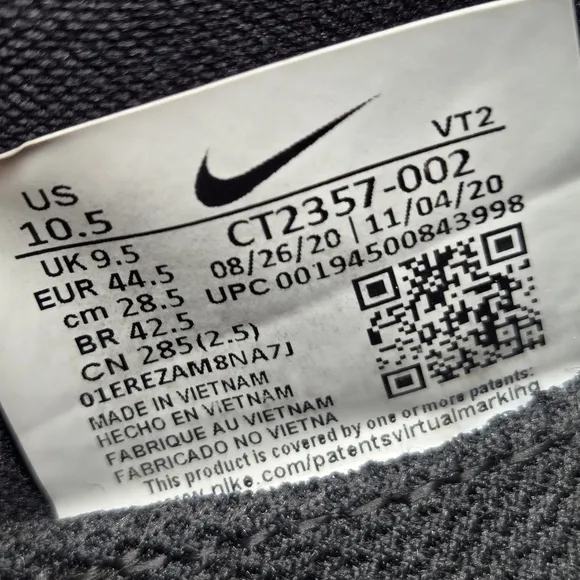 VT2
US
10.5
CT2357-002
UK 9.5
08/26/20 | 11/04/20
EUR 44.5
UPC 00194500843998
cm 28.5
BR 42.5
CN 285(2.5)
01EREZAM8NA7J
MADE IN VIETNAM
HECHO EN VIETNAM
FABRIQUE AU VIETNAM
FABRICADO NO VIETNA
This product is covered by one or more patents:
www.nike.com/patentsvirtualmarking